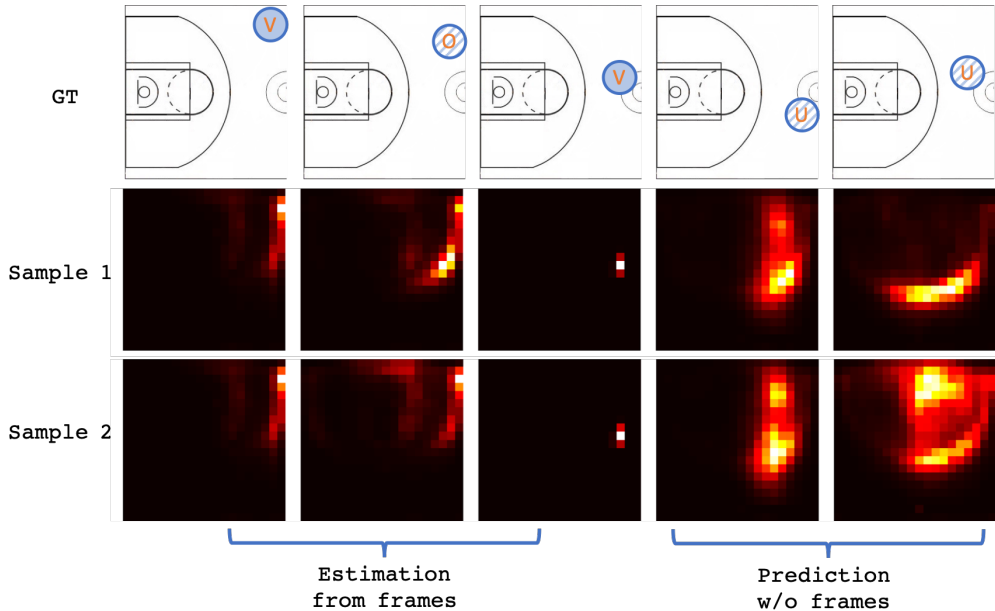 V
O
V
U
U
GT
Sample 1
Sample 2
Estimation
from frames
Prediction
w/o frames